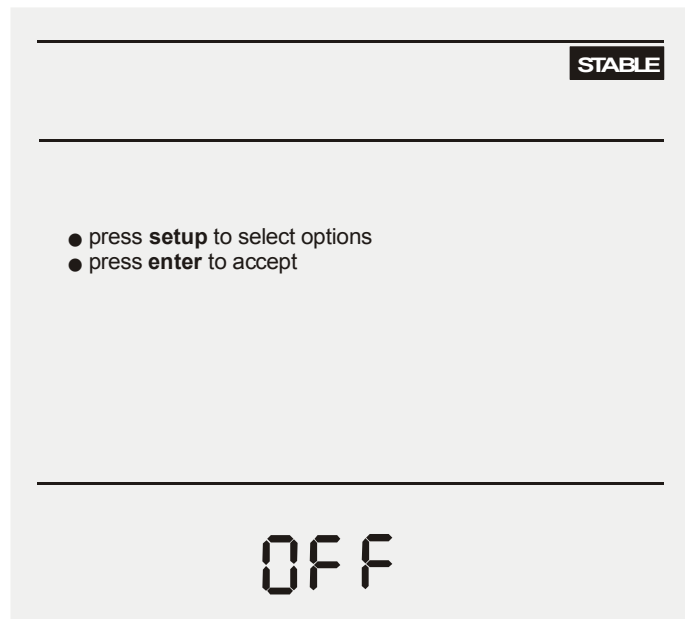 STABLE
● press setup to select options
● press enter to accept
OFF